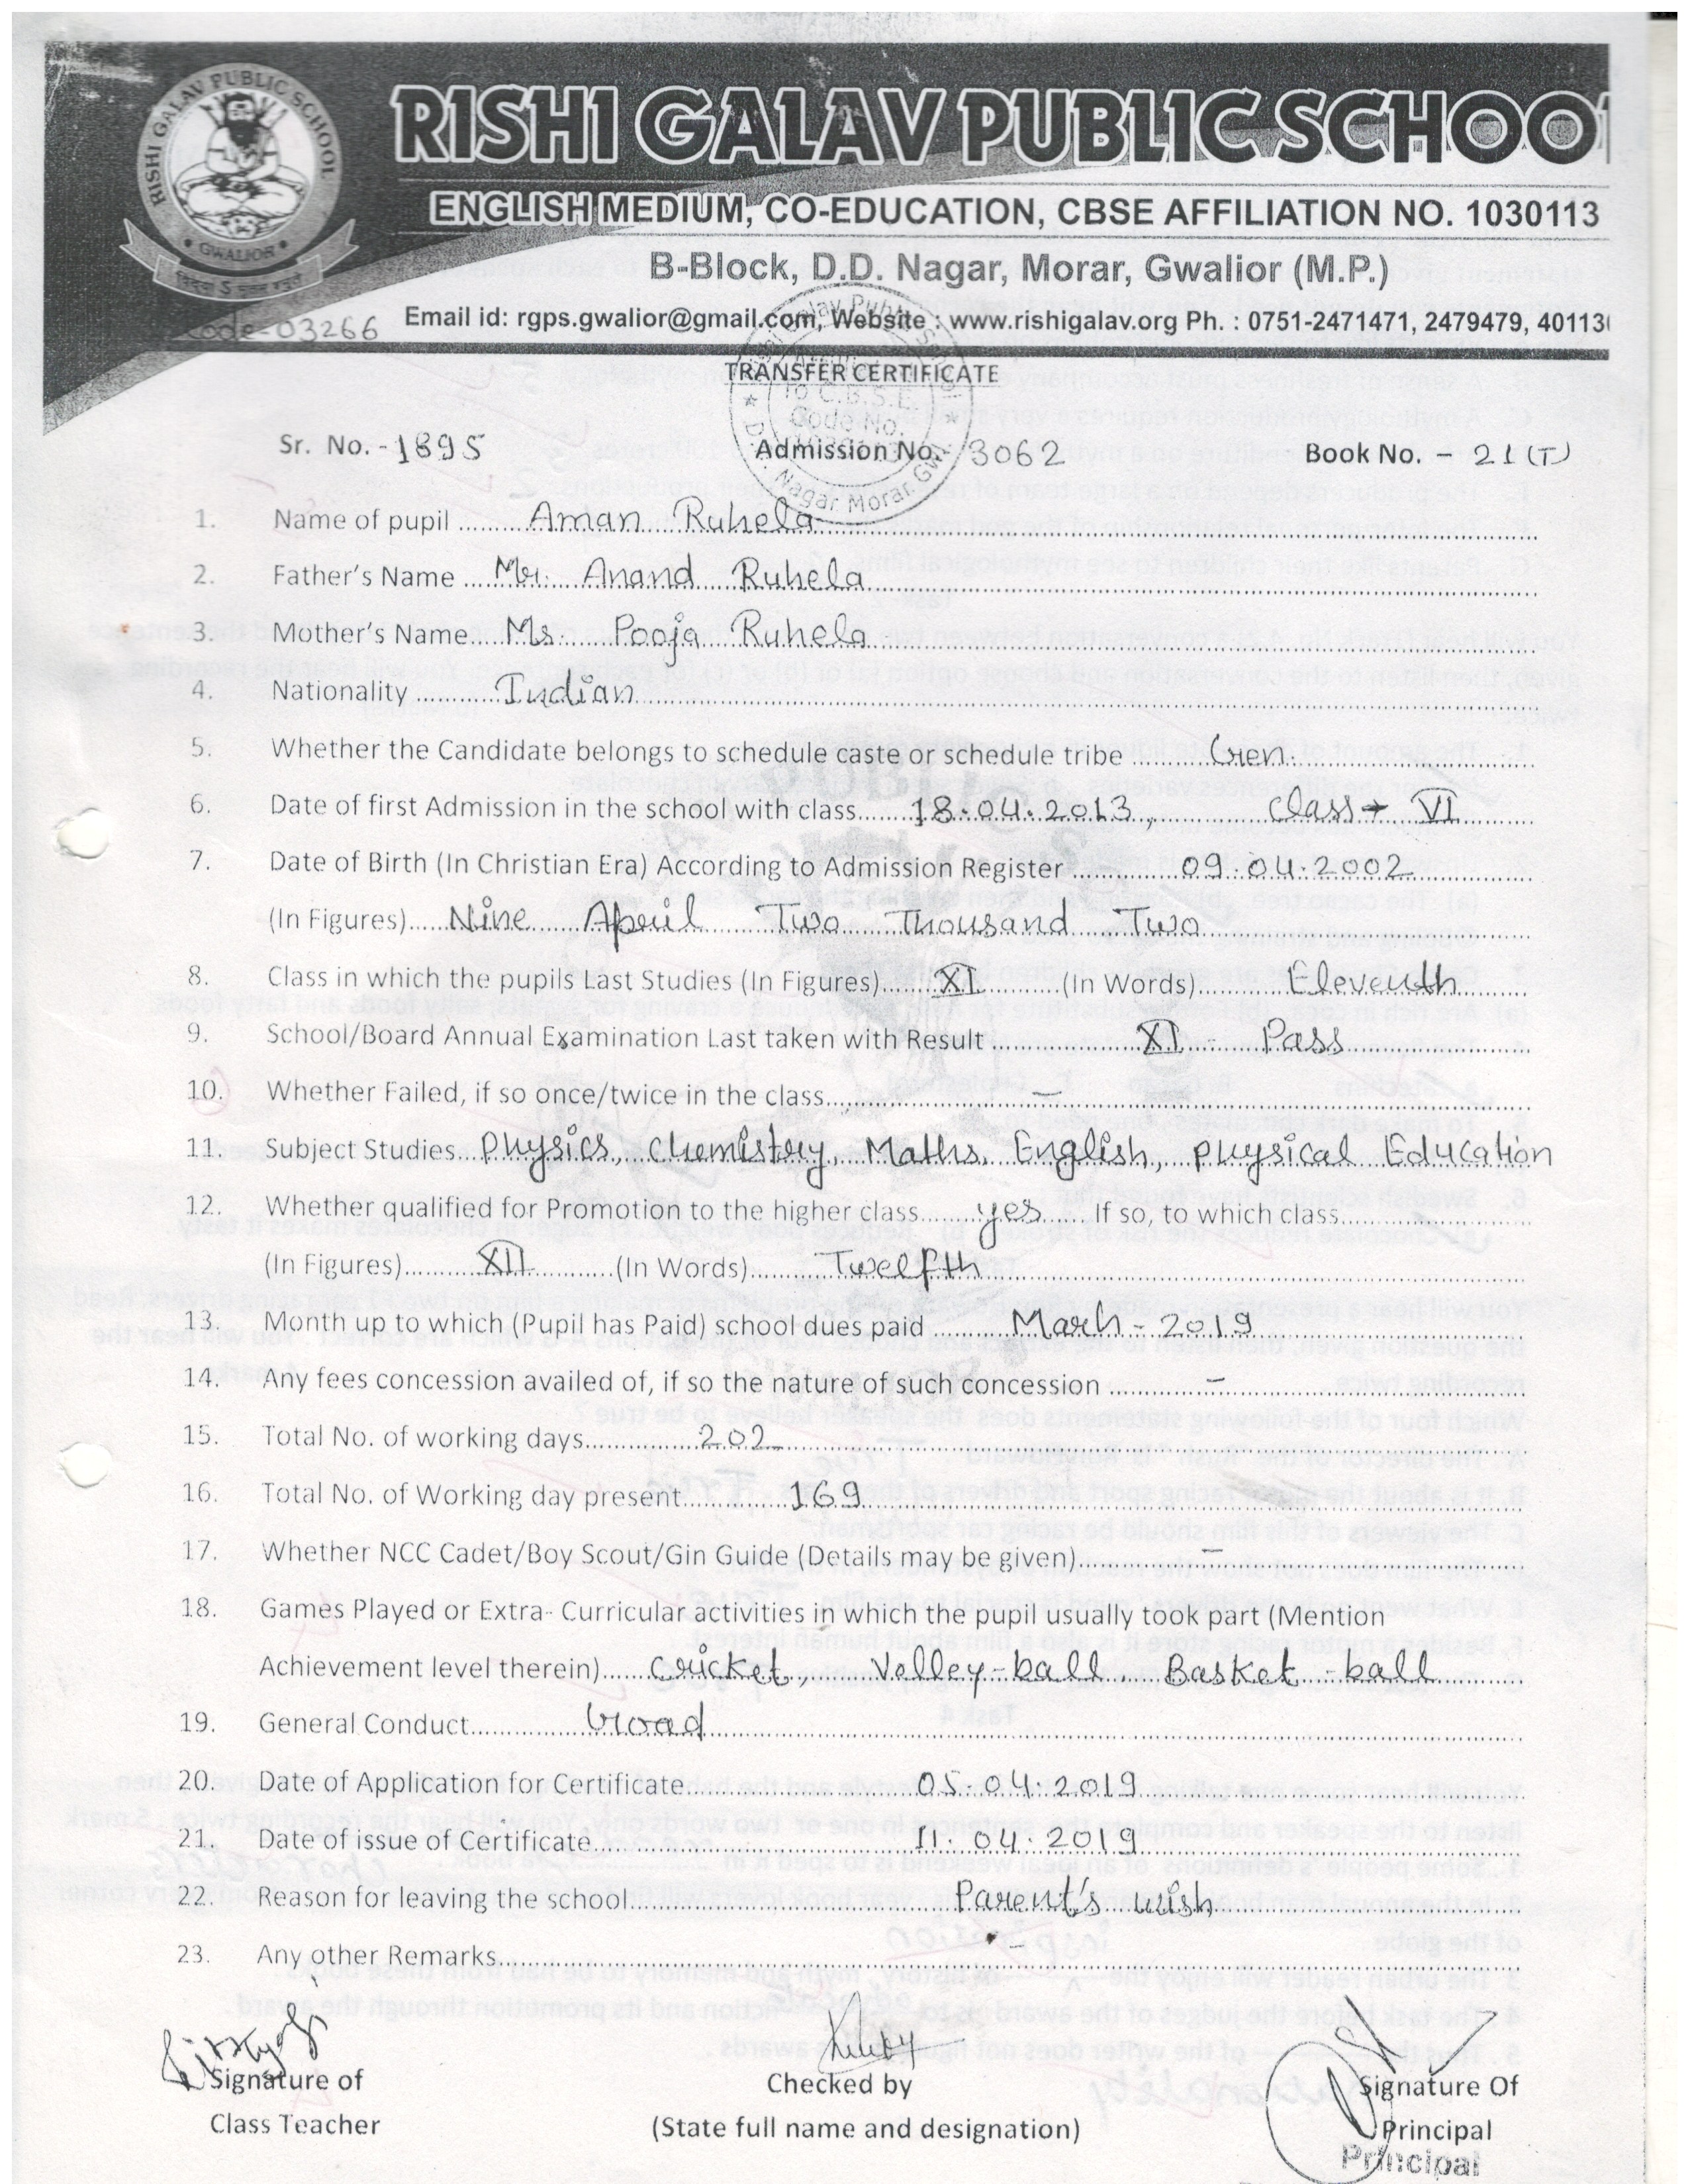 RISHI GALAV PUBLIC SCHOOL
GWALIOR
RISHI GALAV PUBLIC SCHOO
ENGLISH MEDIUM, CO-EDUCATION, CBSE AFFILIATION NO. 1030113
B-Block, D.D. Nagar, Morar, Gwalior (M.P.)
Code-03266
Email id: rgps.gwalior@gmail.com, Website : www.rishigalav.org Ph. : 0751-2471471, 2479479, 40113
TRANSFER CERTIFICATE
to C.B.S.E.
Code No.
Nagar Morar
Sr. No. - 1895 Admission No. 3062 Book No. - 21(T)
1. Name of pupil Aman Ruhela
2. Father's Name Mr. Anand Ruhela
3. Mother's Name Ms. Pooja Ruhela
4. Nationality Indian
5. Whether the Candidate belongs to schedule caste or schedule tribe Gen.
6. Date of first Admission in the school with class 18.04.2013, Class → VI
7. Date of Birth (In Christian Era) According to Admission Register 09.04.2002
(In Figures) Nine April Two Thousand Two
8. Class in which the pupils Last Studies (In Figures) XI (In Words) Eleventh
9. School/Board Annual Examination Last taken with Result XI - Pass
10. Whether Failed, if so once/twice in the class —
11. Subject Studies Physics, Chemistry, Maths, English, physical Education
12. Whether qualified for Promotion to the higher class yes If so, to which class
(In Figures) XII (In Words) Twelfth
13. Month up to which (Pupil has Paid) school dues paid March - 2019
14. Any fees concession availed of, if so the nature of such concession -
15. Total No. of working days 202
16. Total No. of Working day present 169
17. Whether NCC Cadet/Boy Scout/Gin Guide (Details may be given) -
18. Games Played or Extra- Curricular activities in which the pupil usually took part (Mention
Achievement level therein) Cricket, Volley-ball, Basket-ball
19. General Conduct Good
20. Date of Application for Certificate 05.04.2019
21. Date of issue of Certificate 11.04.2019
22. Reason for leaving the school Parent's wish
23. Any other Remarks -
Signature of Checked by Signature Of
Class Teacher (State full name and designation) Principal
Principal